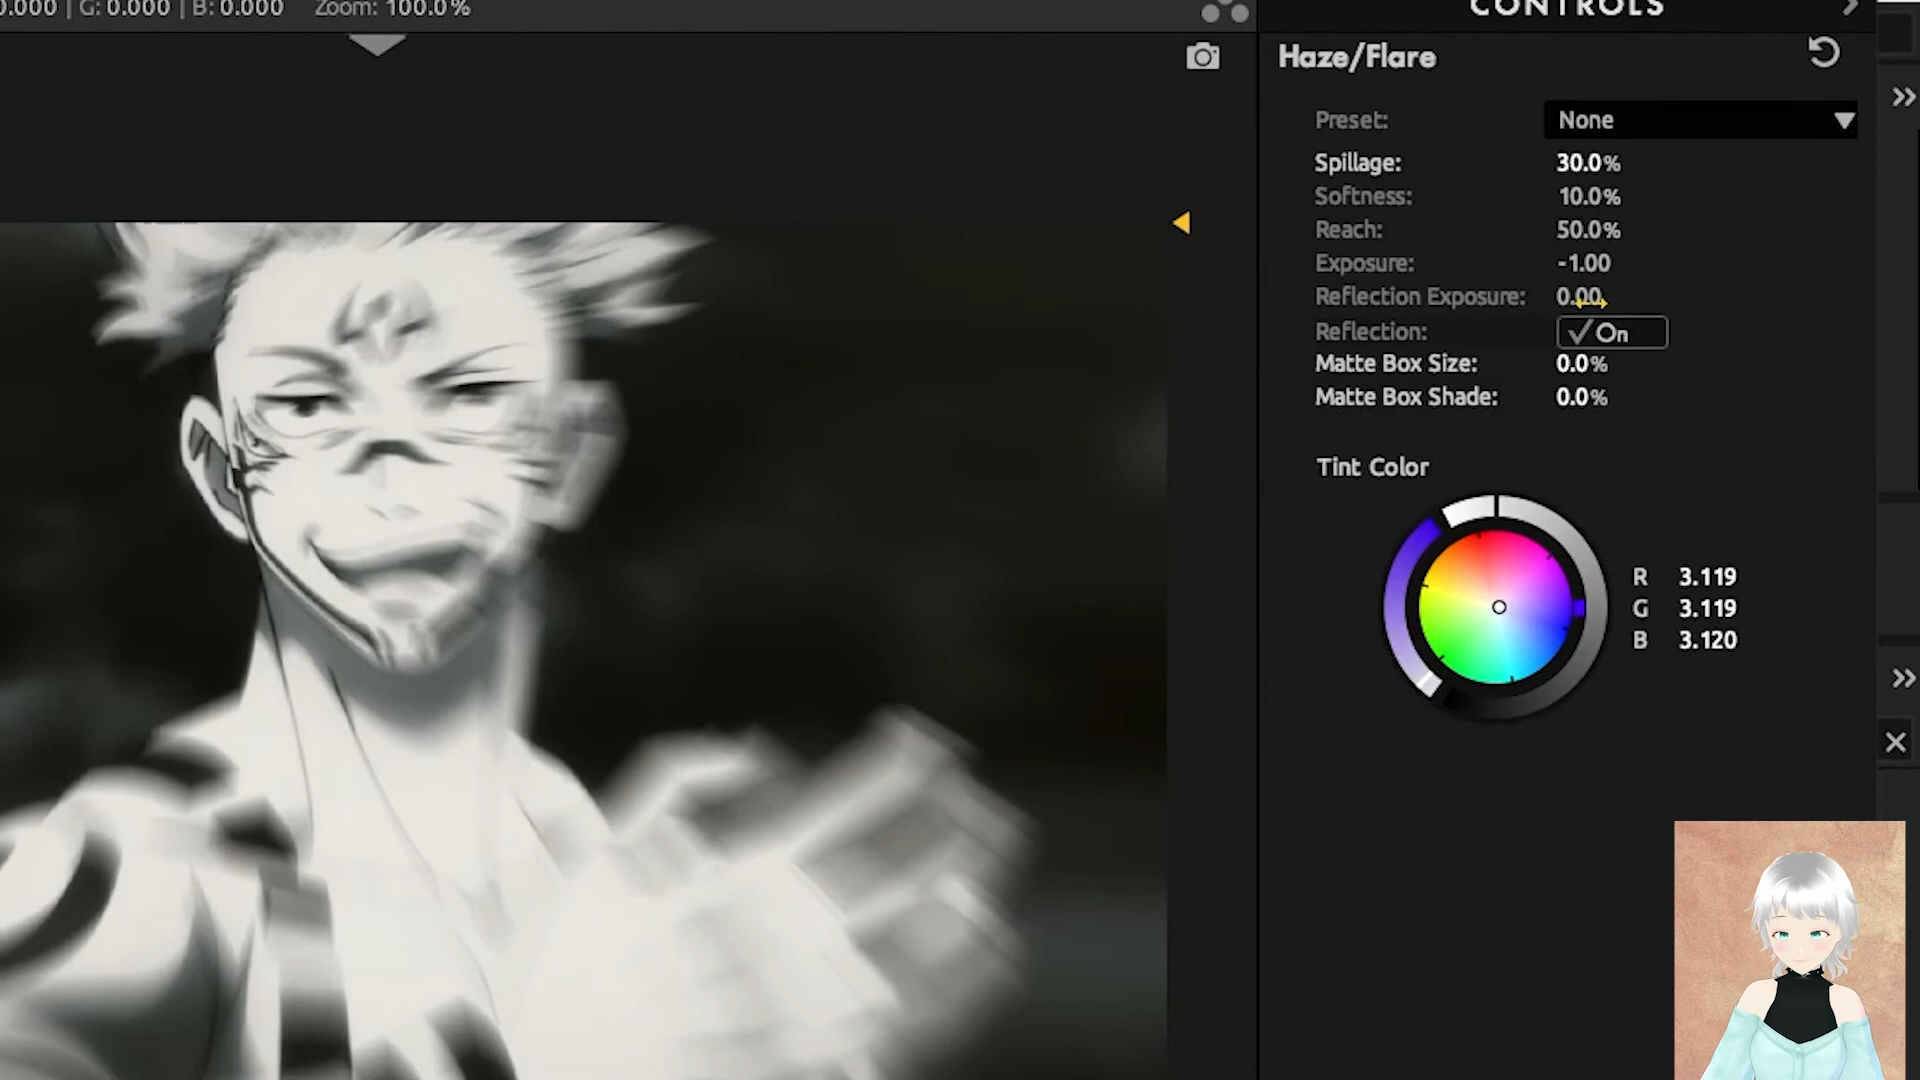 0.000 | G: 0.000 | B: 0.000 Zoom: 100.0%
CONTROLS
Haze/Flare
Preset: None
Spillage: 30.0%
Softness: 10.0%
Reach: 50.0%
Exposure: -1.00
Reflection Exposure: 0.00
Reflection: On
Matte Box Size: 0.0%
Matte Box Shade: 0.0%
Tint Color
R 3.119
G 3.119
B 3.120